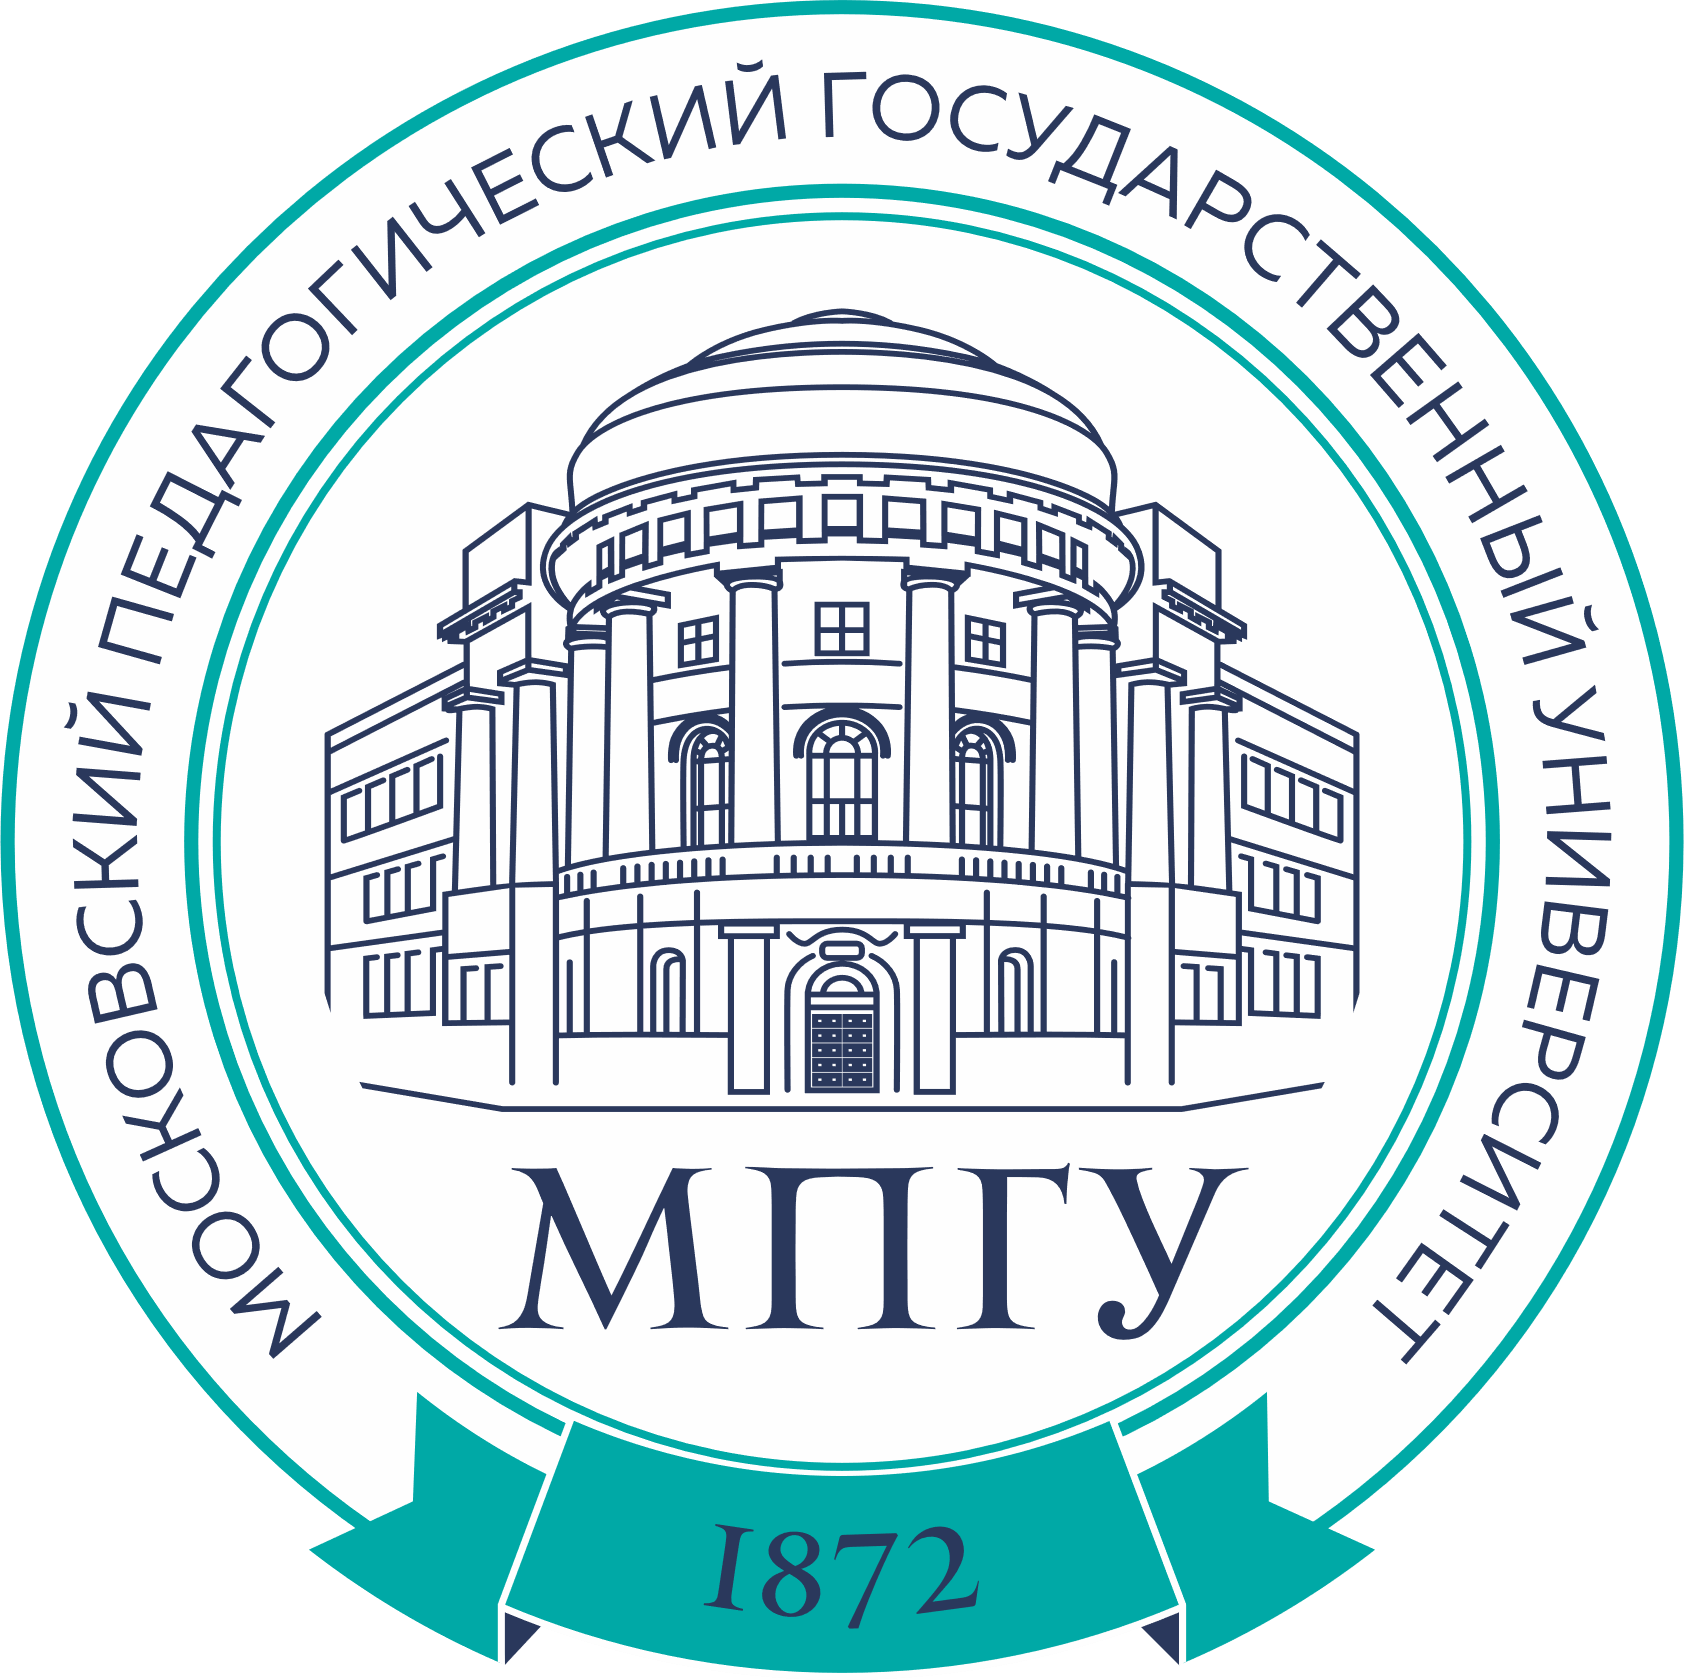 МОСКОВСКИЙ ПЕДАГОГИЧЕСКИЙ ГОСУДАРСТВЕННЫЙ УНИВЕРСИТЕТ
МПГУ
1872